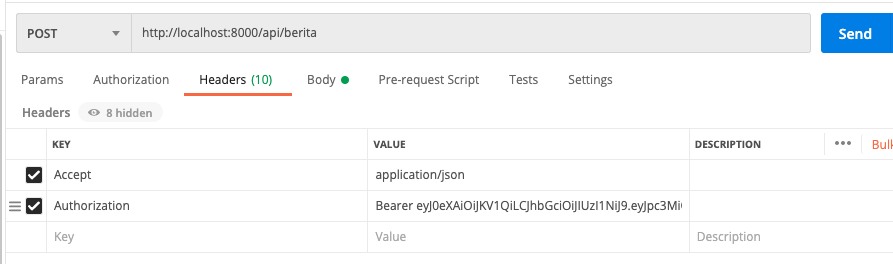 POST http://localhost:8000/api/berita Send
Params Authorization Headers (10) Body Pre-request Script Tests Settings
Headers 8 hidden
KEY VALUE DESCRIPTION ••• Bulk
Accept application/json
Authorization Bearer eyJ0eXAiOiJKV1QiLCJhbGciOiJIUzI1NiJ9.eyJpc3Mi
Key Value Description